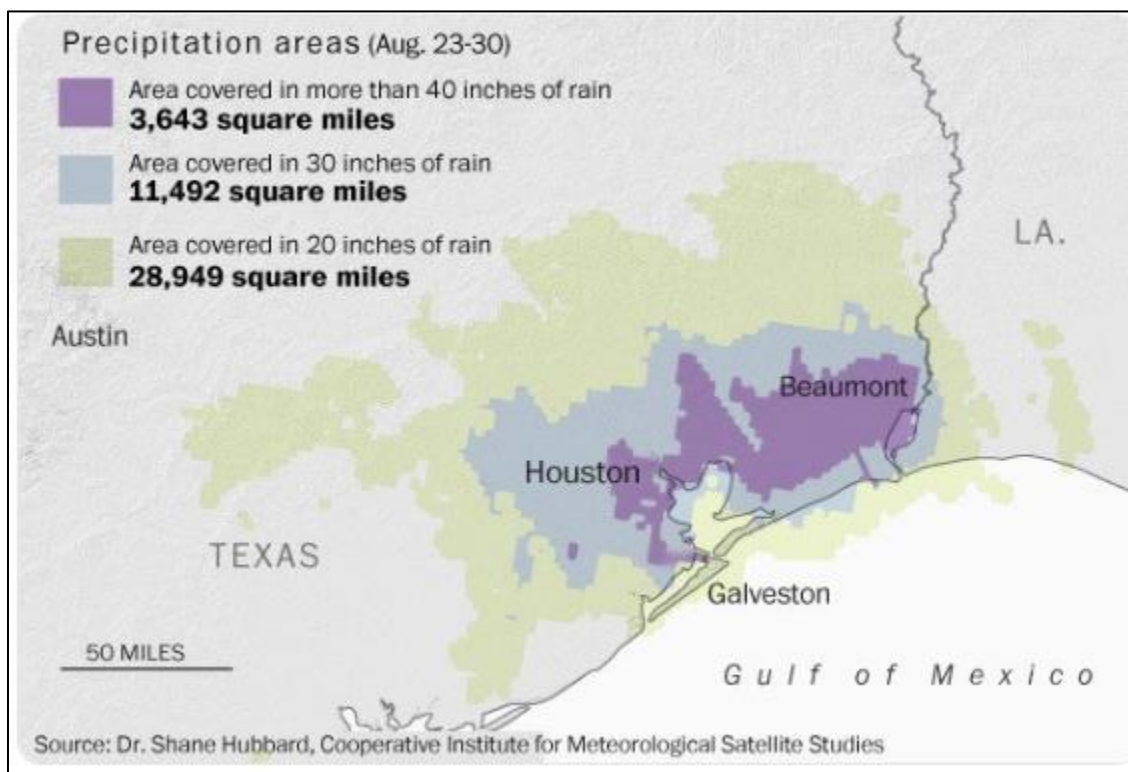 Precipitation areas (Aug. 23-30)
Area covered in more than 40 inches of rain
3,643 square miles
Area covered in 30 inches of rain
11,492 square miles
Area covered in 20 inches of rain
28,949 square miles
LA.
Austin
Beaumont
Houston
TEXAS
Galveston
50 MILES
Gulf of Mexico
Source: Dr. Shane Hubbard, Cooperative Institute for Meteorological Satellite Studies